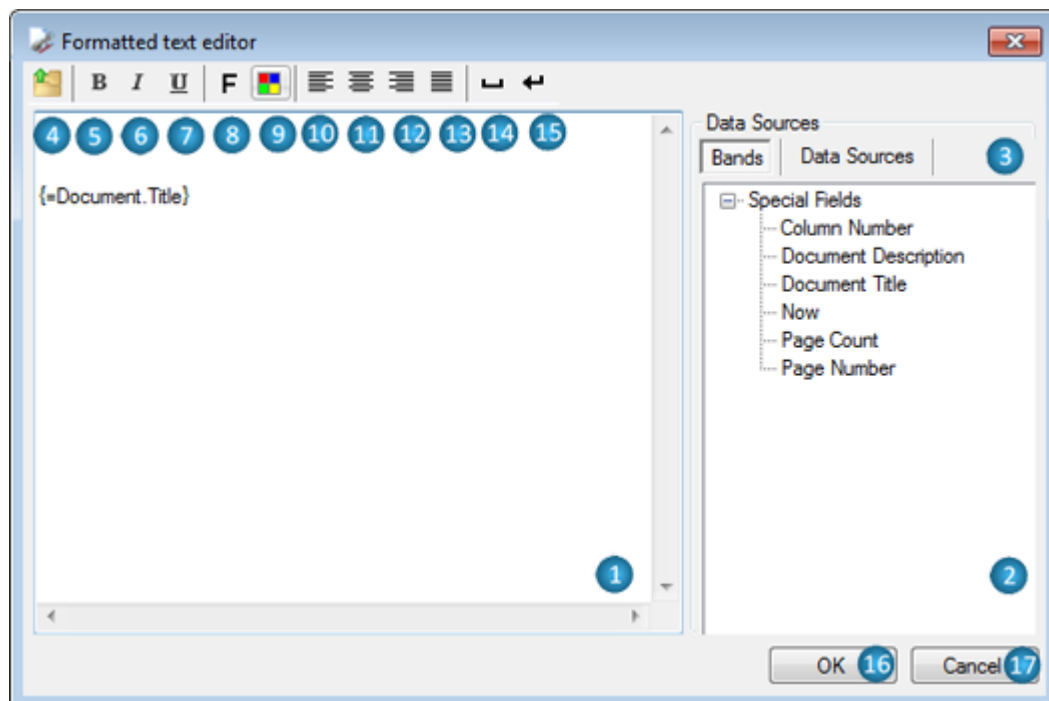 Formatted text editor
B I U F
4 5 6 7 8 9 10 11 12 13 14 15
{=Document.Title}
1
Data Sources
Bands Data Sources 3
Special Fields
Column Number
Document Description
Document Title
Now
Page Count
Page Number
2
OK 16 Cancel 17